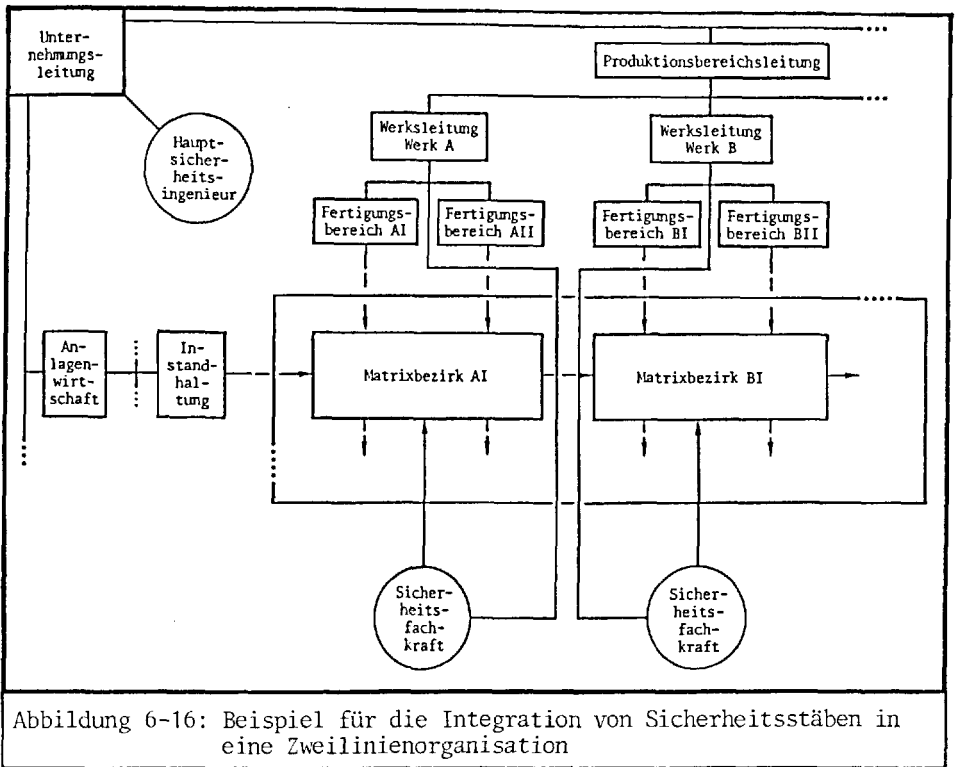 Unter-
nehmungs-
leitung
Produktionsbereichsleitung
Haupt-
sicher-
heits-
ingenieur
Werksleitung
Werk A
Werksleitung
Werk B
Fertigungs-
bereich AI
Fertigungs-
bereich AII
Fertigungs-
bereich BI
Fertigungs-
bereich BII
An-
lagen-
wirt-
schaft
In-
stand-
hal-
tung
Matrixbezirk AI
Matrixbezirk BI
Sicher-
heits-
fach-
kraft
Sicher-
heits-
fach-
kraft
Abbildung 6-16: Beispiel für die Integration von Sicherheitsstäben in
eine Zweilinienorganisation